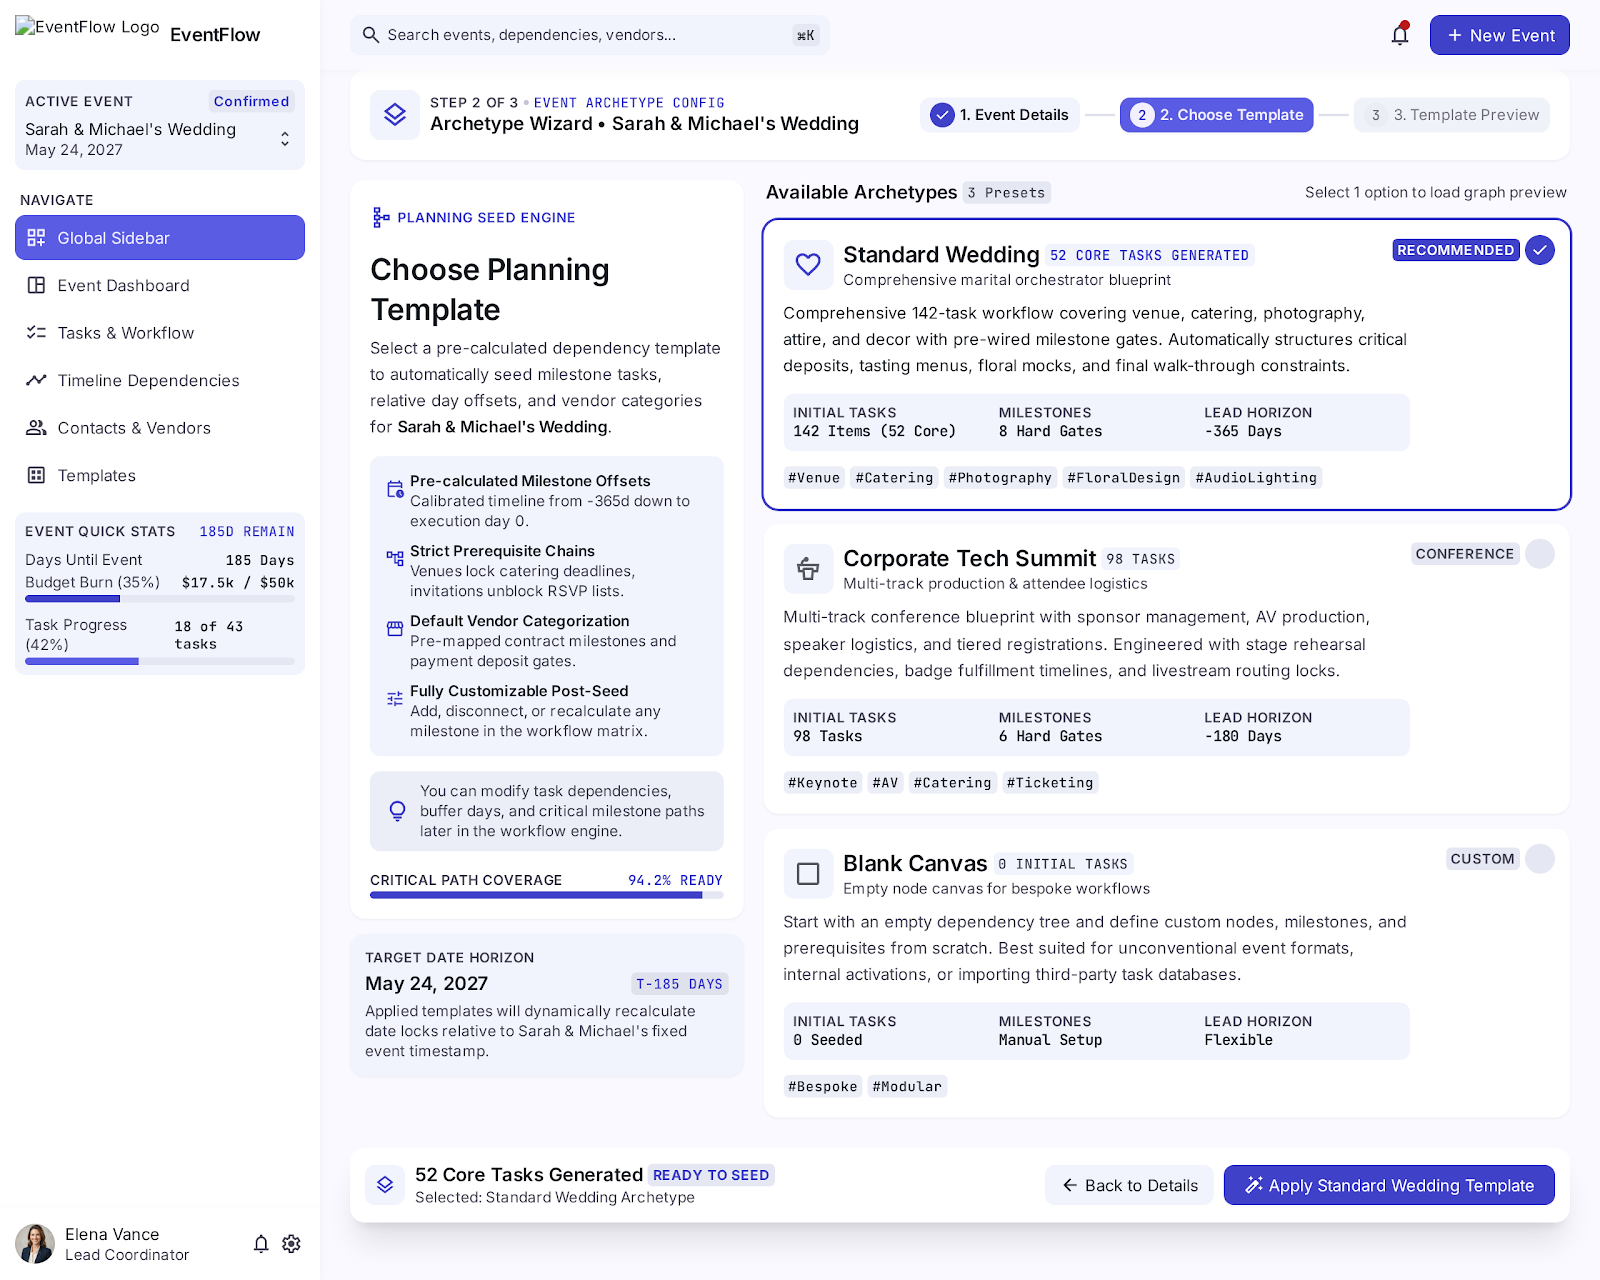 EventFlow Logo
EventFlow
ACTIVE EVENT
Confirmed
Sarah & Michael's Wedding
May 24, 2027
NAVIGATE
Global Sidebar
Event Dashboard
Tasks & Workflow
Timeline Dependencies
Contacts & Vendors
Templates
EVENT QUICK STATS
185D REMAIN
Days Until Event
185 Days
Budget Burn (35%)
$17.5k / $50k
Task Progress
(42%)
18 of 43
tasks
Elena Vance
Lead Coordinator
Search events, dependencies, vendors...
⌘K
New Event
STEP 2 OF 3 • EVENT ARCHETYPE CONFIG
Archetype Wizard • Sarah & Michael's Wedding
1. Event Details
2
2. Choose Template
3
3. Template Preview
PLANNING SEED ENGINE
Choose Planning
Template
Select a pre-calculated dependency template
to automatically seed milestone tasks,
relative day offsets, and vendor categories
for Sarah & Michael's Wedding.
Pre-calculated Milestone Offsets
Calibrated timeline from -365d down to
execution day 0.
Strict Prerequisite Chains
Venues lock catering deadlines,
invitations unblock RSVP lists.
Default Vendor Categorization
Pre-mapped contract milestones and
payment deposit gates.
Fully Customizable Post-Seed
Add, disconnect, or recalculate any
milestone in the workflow matrix.
You can modify task dependencies,
buffer days, and critical milestone paths
later in the workflow engine.
CRITICAL PATH COVERAGE
94.2% READY
TARGET DATE HORIZON
May 24, 2027
T-185 DAYS
Applied templates will dynamically recalculate
date locks relative to Sarah & Michael's fixed
event timestamp.
Available Archetypes
3 Presets
Select 1 option to load graph preview
Standard Wedding
52 CORE TASKS GENERATED
RECOMMENDED
Comprehensive marital orchestrator blueprint
Comprehensive 142-task workflow covering venue, catering, photography,
attire, and decor with pre-wired milestone gates. Automatically structures critical
deposits, tasting menus, floral mocks, and final walk-through constraints.
INITIAL TASKS
142 Items (52 Core)
MILESTONES
8 Hard Gates
LEAD HORIZON
-365 Days
#Venue
#Catering
#Photography
#FloralDesign
#AudioLighting
Corporate Tech Summit
98 TASKS
CONFERENCE
Multi-track production & attendee logistics
Multi-track conference blueprint with sponsor management, AV production,
speaker logistics, and tiered registrations. Engineered with stage rehearsal
dependencies, badge fulfillment timelines, and livestream routing locks.
INITIAL TASKS
98 Tasks
MILESTONES
6 Hard Gates
LEAD HORIZON
-180 Days
#Keynote
#AV
#Catering
#Ticketing
Blank Canvas
0 INITIAL TASKS
CUSTOM
Empty node canvas for bespoke workflows
Start with an empty dependency tree and define custom nodes, milestones, and
prerequisites from scratch. Best suited for unconventional event formats,
internal activations, or importing third-party task databases.
INITIAL TASKS
0 Seeded
MILESTONES
Manual Setup
LEAD HORIZON
Flexible
#Bespoke
#Modular
52 Core Tasks Generated
READY TO SEED
Selected: Standard Wedding Archetype
Back to Details
Apply Standard Wedding Template